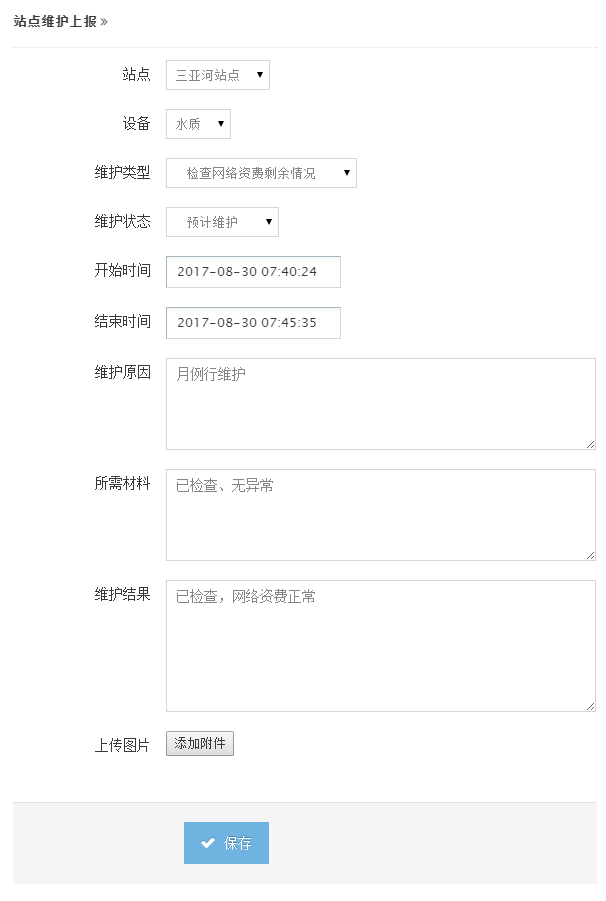 站点维护上报 »
站点 三亚河站点
设备 水质
维护类型 检查网络资费剩余情况
维护状态 预计维护
开始时间 2017-08-30 07:40:24
结束时间 2017-08-30 07:45:35
维护原因 月例行维护
所需材料 已检查、无异常
维护结果 已检查，网络资费正常
上传图片 添加附件
保存